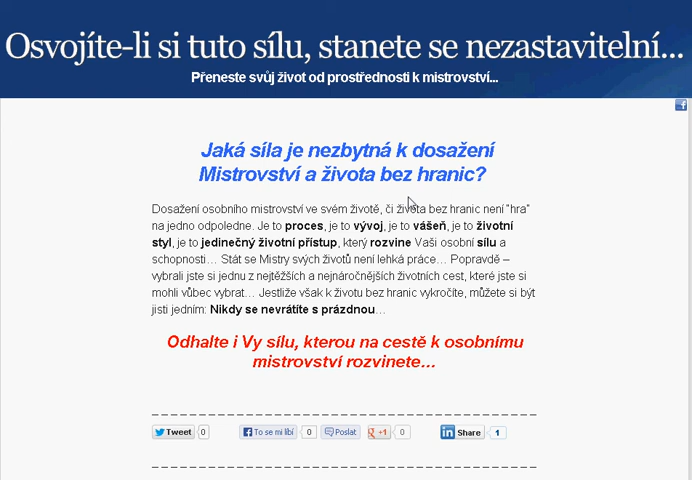 Osvojíte-li si tuto sílu, stanete se nezastavitelní...
Přeneste svůj život od prostřednosti k mistrovství...
Jaká síla je nezbytná k dosažení
Mistrovství a života bez hranic?
Dosažení osobního mistrovství ve svém životě, či života bez hranic není "hra"
na jedno odpoledne. Je to proces, je to vývoj, je to vášeň, je to životní
styl, je to jedinečný životní přístup, který rozvine Vaši osobní sílu a
schopnosti… Stát se Mistry svých životů není lehká práce… Popravdě –
vybrali jste si jednu z nejtěžších a nejnáročnějších životních cest, které jste si
mohli vůbec vybrat… Jestliže však k životu bez hranic vykročíte, můžete si být
jisti jedním: Nikdy se nevrátíte s prázdnou…
Odhalte i Vy sílu, kterou na cestě k osobnímu
mistrovství rozvinete…
Tweet 0 To se mi líbí 0 Poslat +1 0 Share 1